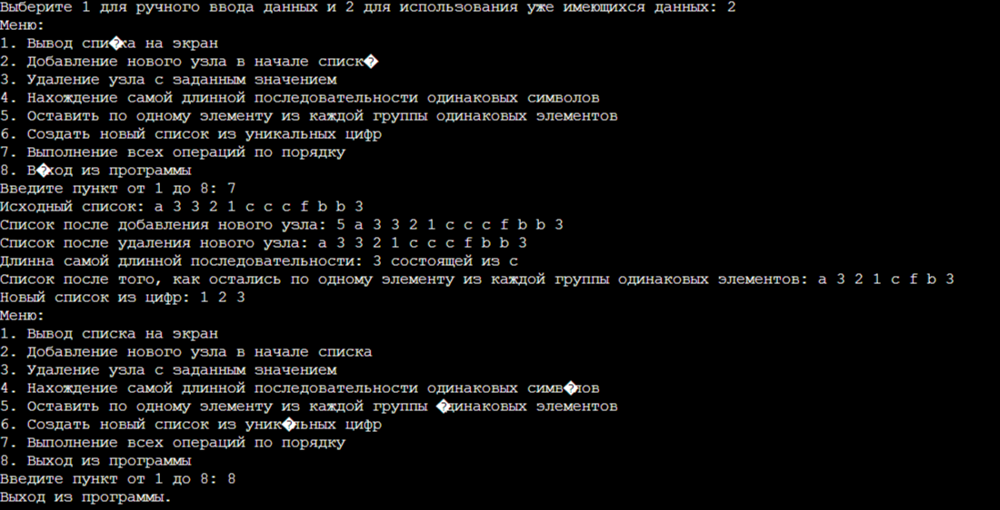 Выберите 1 для ручного ввода данных и 2 для использования уже имеющихся данных: 2
Меню:
1. Вывод спи�ка на экран
2. Добавление нового узла в начале списк�
3. Удаление узла с заданным значением
4. Нахождение самой длинной последовательности одинаковых символов
5. Оставить по одному элементу из каждой группы одинаковых элементов
6. Создать новый список из уникальных цифр
7. Выполнение всех операций по порядку
8. В�ход из программы
Введите пункт от 1 до 8: 7
Исходный список: a 3 3 2 1 c c c f b b 3
Список после добавления нового узла: 5 a 3 3 2 1 c c c f b b 3
Список после удаления нового узла: a 3 3 2 1 c c c f b b 3
Длинна самой длинной последовательности: 3 состоящей из c
Список после того, как остались по одному элементу из каждой группы одинаковых элементов: a 3 2 1 c f b 3
Новый список из цифр: 1 2 3
Меню:
1. Вывод списка на экран
2. Добавление нового узла в начале списка
3. Удаление узла с заданным значением
4. Нахождение самой длинной последовательности одинаковых симв�лов
5. Оставить по одному элементу из каждой группы �динаковых элементов
6. Создать новый список из уник�льных цифр
7. Выполнение всех операций по порядку
8. Выход из программы
Введите пункт от 1 до 8: 8
Выход из программы.